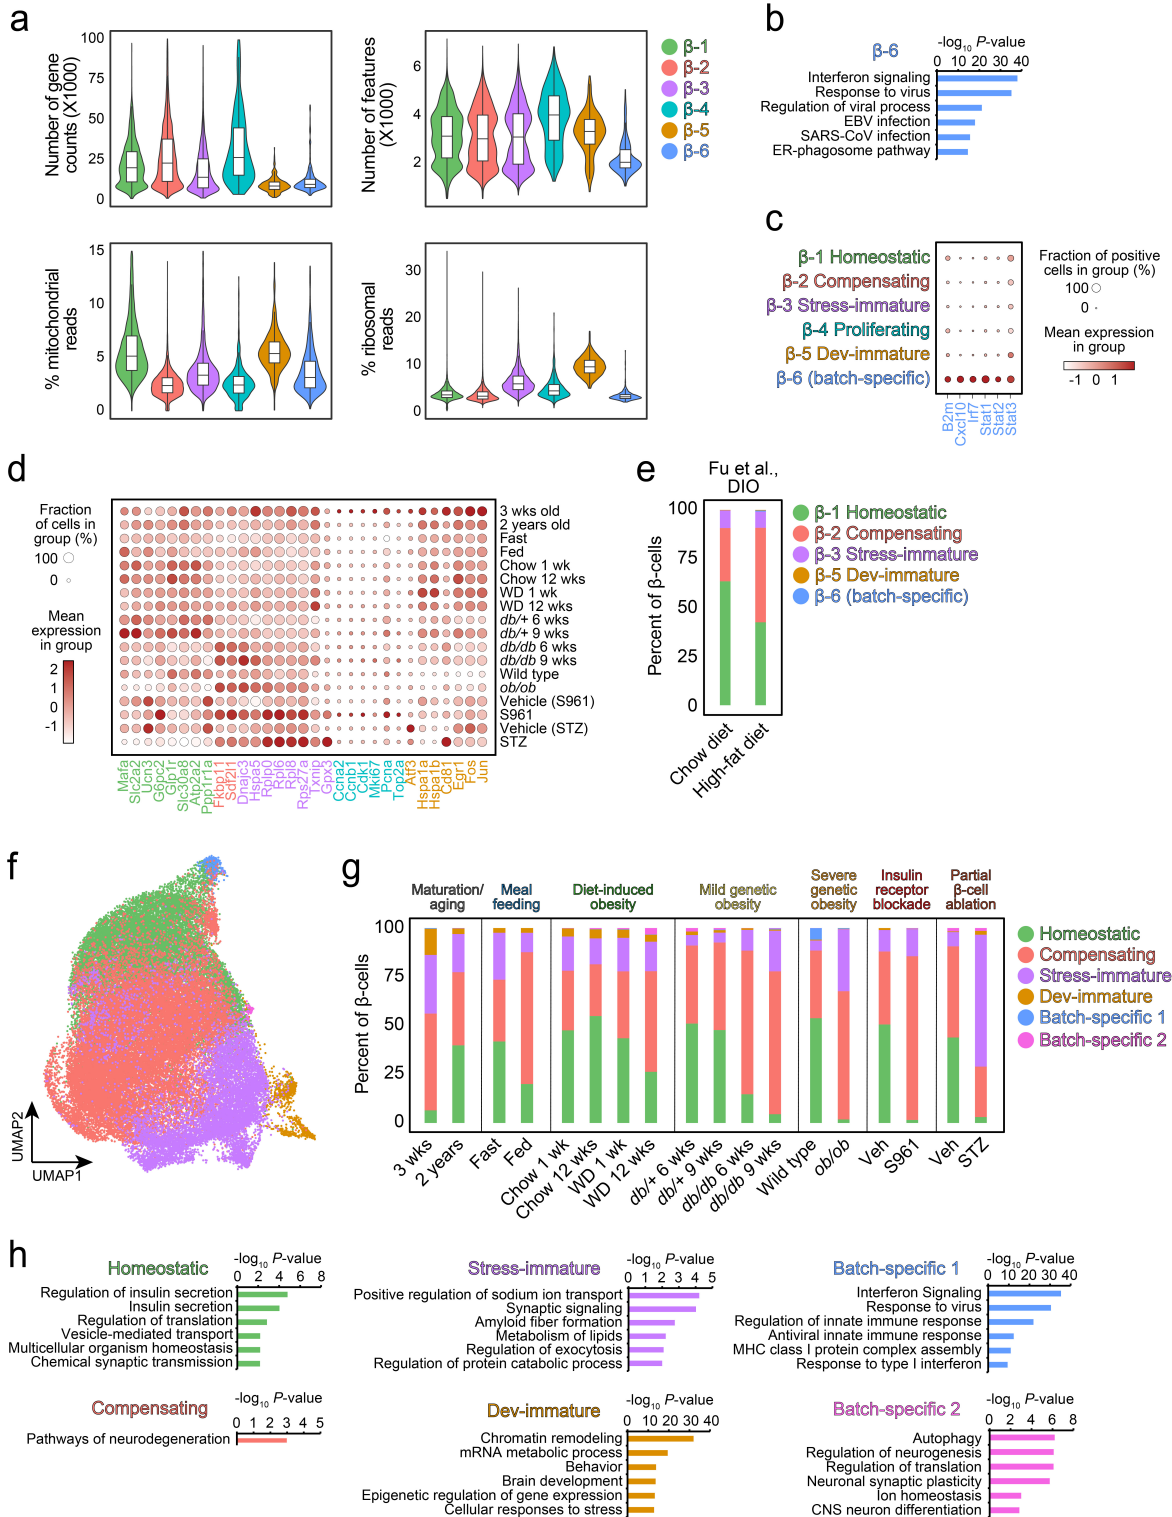 a
Number of gene
counts (X1000)
100
75
50
25
0
Number of features
(X1000)
6
4
2
β-1
β-2
β-3
β-4
β-5
β-6
% mitochondrial
reads
15
10
5
0
% ribosomal
reads
30
20
10
0
b
β-6
-log10 P-value
0 10 20 30 40
Interferon signaling
Response to virus
Regulation of viral process
EBV infection
SARS-CoV infection
ER-phagosome pathway
c
β-1 Homeostatic
β-2 Compensating
β-3 Stress-immature
β-4 Proliferating
β-5 Dev-immature
β-6 (batch-specific)
B2m
Cxcl10
Irf7
Stat1
Stat2
Stat3
Fraction of positive
cells in group (%)
100
0
Mean expression
in group
-1 0 1
d
Fraction
of cells in
group (%)
100
0
Mean
expression
in group
2
1
0
-1
3 wks old
2 years old
Fast
Fed
Chow 1 wk
Chow 12 wks
WD 1 wk
WD 12 wks
db/+ 6 wks
db/+ 9 wks
db/db 6 wks
db/db 9 wks
Wild type
ob/ob
Vehicle (S961)
S961
Vehicle (STZ)
STZ
Mafa
Slc2a2
Ucn3
G6pc2
Glp1r
Slc30a8
Atp2a2
Ppp1r1a
Fkbp11
Sdf2l1
Dnajc3
Hspa5
Rplp0
Rpl6
Rpl8
Rps27a
Txnip
Gpx3
Ccna2
Ccnb1
Cdk1
Mki67
Pcna
Top2a
Atf3
Hspa1a
Hspa1b
Cd81
Egr1
Fos
Jun
e
Fu et al.,
DIO
Percent of β-cells
100
75
50
25
0
Chow diet
High-fat diet
β-1 Homeostatic
β-2 Compensating
β-3 Stress-immature
β-5 Dev-immature
β-6 (batch-specific)
f
UMAP2
UMAP1
g
Maturation/
aging
Meal
feeding
Diet-induced
obesity
Mild genetic
obesity
Severe
genetic
obesity
Insulin
receptor
blockade
Partial
β-cell
ablation
Percent of β-cells
100
75
50
25
0
3 wks
2 years
Fast
Fed
Chow 1 wk
Chow 12 wks
WD 1 wk
WD 12 wks
db/+ 6 wks
db/+ 9 wks
db/db 6 wks
db/db 9 wks
Wild type
ob/ob
Veh
S961
Veh
STZ
Homeostatic
Compensating
Stress-immature
Dev-immature
Batch-specific 1
Batch-specific 2
h
Homeostatic
-log10 P-value
0 2 4 6 8
Regulation of insulin secretion
Insulin secretion
Regulation of translation
Vesicle-mediated transport
Multicellular organism homeostasis
Chemical synaptic transmission
Compensating
-log10 P-value
0 1 2 3 4 5
Pathways of neurodegeneration
Stress-immature
-log10 P-value
0 1 2 3 4 5
Positive regulation of sodium ion transport
Synaptic signaling
Amyloid fiber formation
Metabolism of lipids
Regulation of exocytosis
Regulation of protein catabolic process
Dev-immature
-log10 P-value
0 10 20 30 40
Chromatin remodeling
mRNA metabolic process
Behavior
Brain development
Epigenetic regulation of gene expression
Cellular responses to stress
Batch-specific 1
-log10 P-value
0 10 20 30 40
Interferon Signaling
Response to virus
Regulation of innate immune response
Antiviral innate immune response
MHC class I protein complex assembly
Response to type I interferon
Batch-specific 2
-log10 P-value
0 2 4 6 8
Autophagy
Regulation of neurogenesis
Regulation of translation
Neuronal synaptic plasticity
Ion homeostasis
CNS neuron differentiation